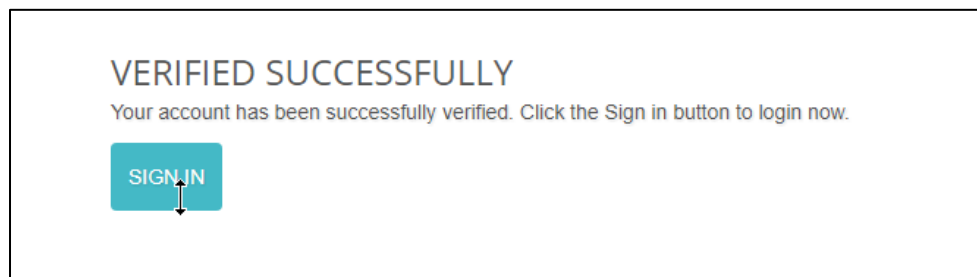 VERIFIED SUCCESSFULLY
Your account has been successfully verified. Click the Sign in button to login now.
SIGN IN